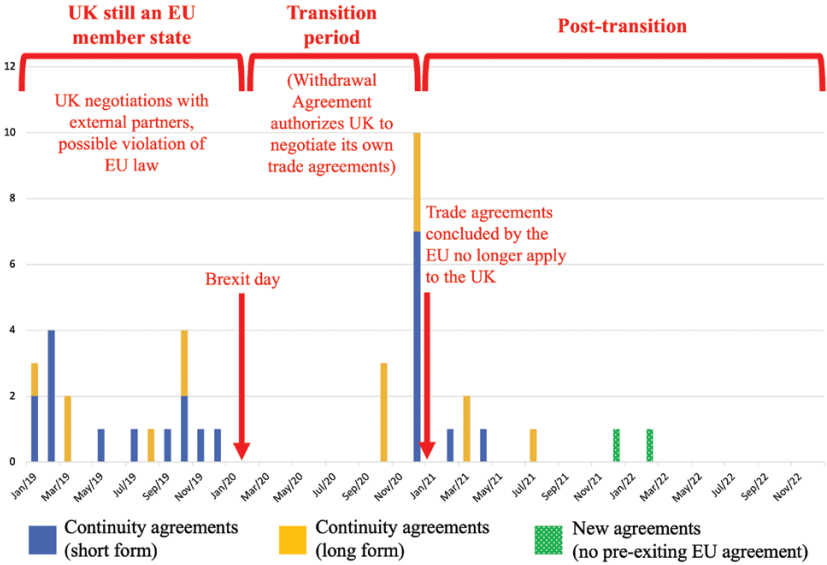 UK still an EU
member state
Transition
period
Post-transition
UK negotiations with
external partners,
possible violation of
EU law
(Withdrawal
Agreement
authorizes UK to
negotiate its own
trade agreements)
Trade agreements
concluded by the
EU no longer apply
to the UK
Brexit day
12
10
8
6
4
2
0
Jan/19
Mar/19
May/19
Jul/19
Sep/19
Nov/19
Jan/20
Mar/20
May/20
Jul/20
Sep/20
Nov/20
Jan/21
Mar/21
May/21
Jul/21
Sep/21
Nov/21
Jan/22
Mar/22
May/22
Jul/22
Sep/22
Nov/22
Continuity agreements
(short form)
Continuity agreements
(long form)
New agreements
(no pre-exiting EU agreement)